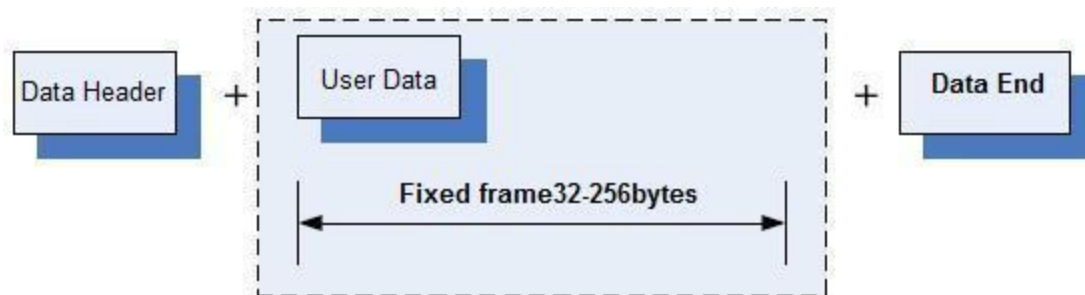 Data Header
+
User Data
+
Data End
Fixed frame32-256bytes